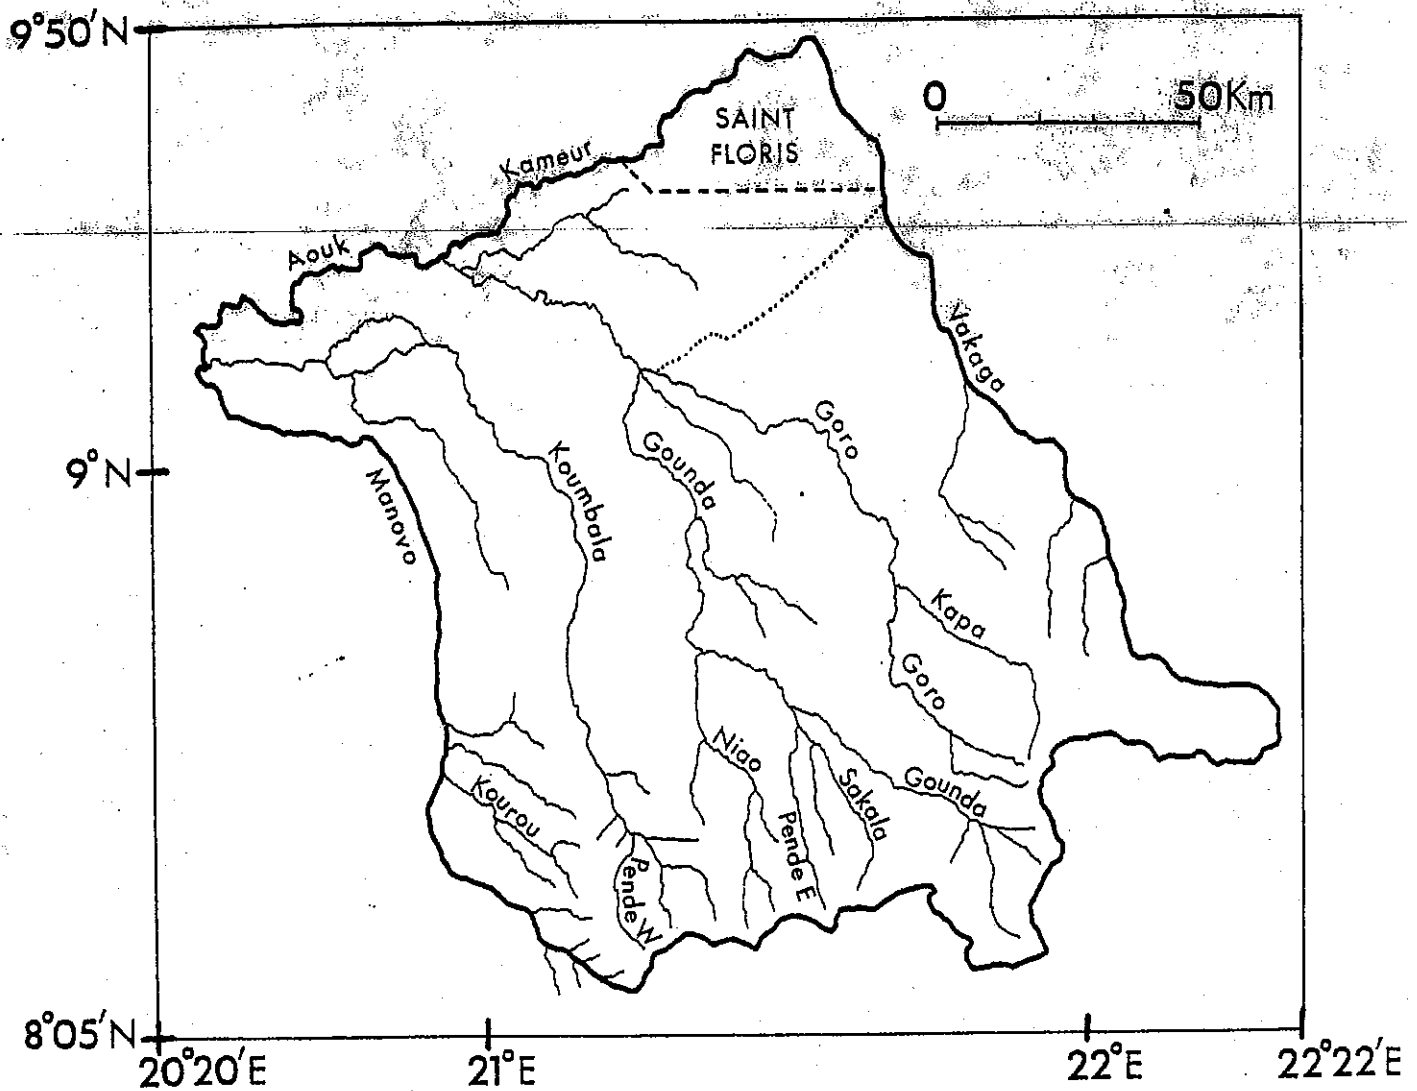 9°50'N
0 50Km
SAINT
FLORIS
Kameur
Aouk
Vakaga
Goro
9°N
Gounda
Koumbala
Manovo
Kapa
Goro
Niao
Gounda
Sakala
Kourou
Pende E
Pende W
8°05'N
20°20'E
21°E
22°E
22°22'E